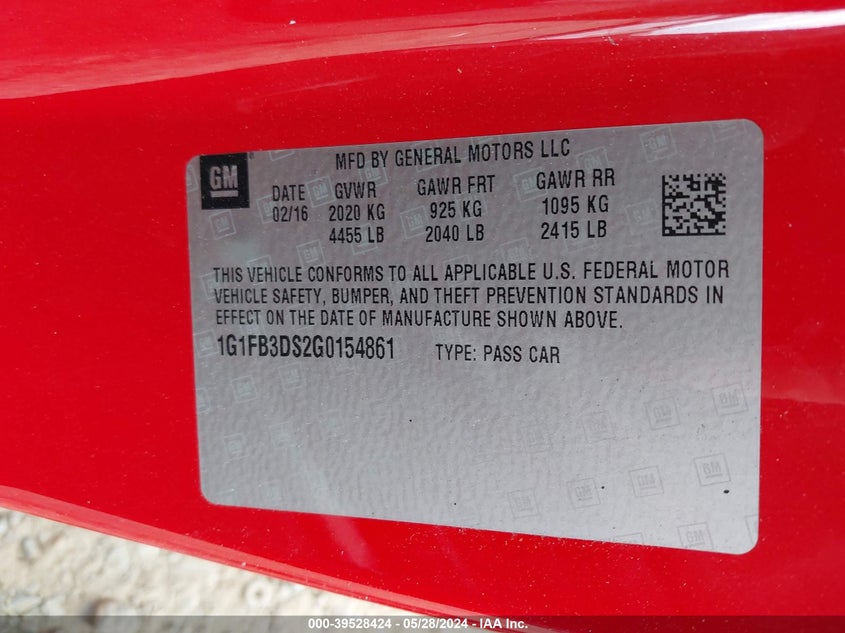 GM
MFD BY GENERAL MOTORS LLC
DATE GVWR GAWR FRT GAWR RR
02/16 2020 KG 925 KG 1095 KG
4455 LB 2040 LB 2415 LB
THIS VEHICLE CONFORMS TO ALL APPLICABLE U.S. FEDERAL MOTOR
VEHICLE SAFETY, BUMPER, AND THEFT PREVENTION STANDARDS IN
EFFECT ON THE DATE OF MANUFACTURE SHOWN ABOVE.
1G1FB3DS2G0154861 TYPE: PASS CAR
000-39528424 - 05/28/2024 - IAA Inc.